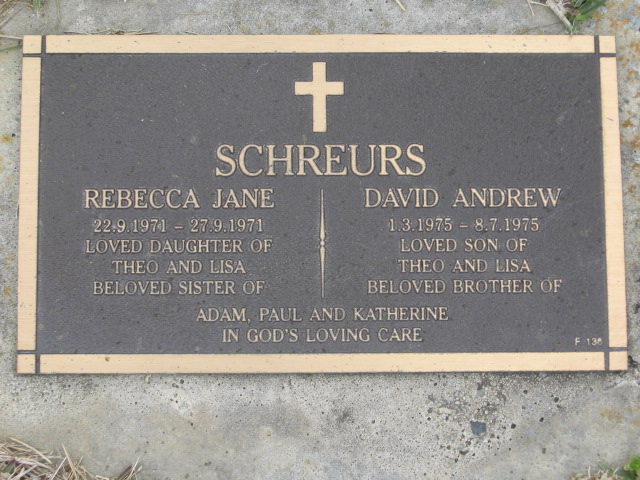 SCHREURS
REBECCA JANE
22.9.1971 – 27.9.1971
LOVED DAUGHTER OF
THEO AND LISA
BELOVED SISTER OF
DAVID ANDREW
1.3.1975 – 8.7.1975
LOVED SON OF
THEO AND LISA
BELOVED BROTHER OF
ADAM, PAUL AND KATHERINE
IN GOD'S LOVING CARE
F 136